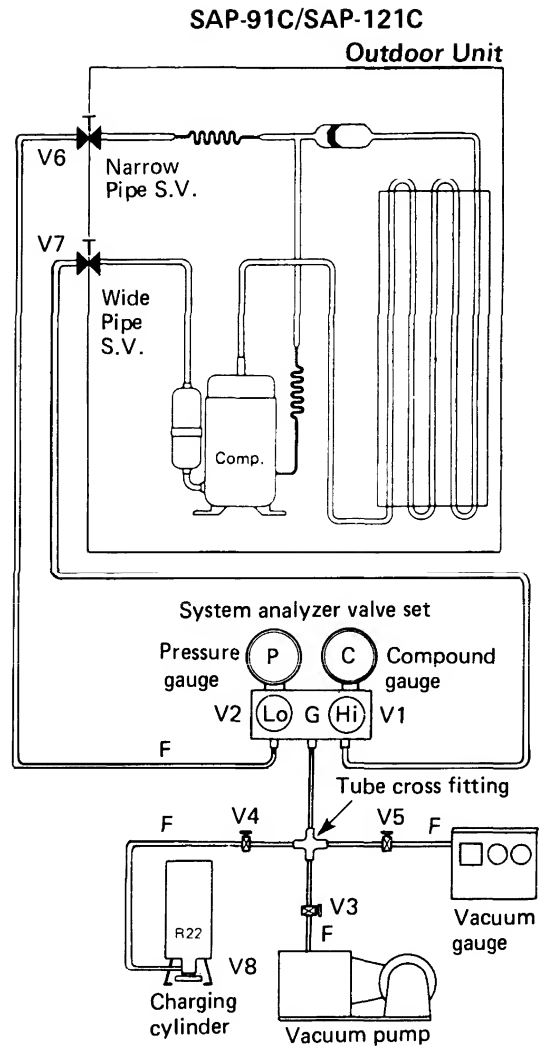 SAP-91C/SAP-121C
Outdoor Unit
V6
Narrow
Pipe S.V.
V7
Wide
Pipe
S.V.
Comp.
System analyzer valve set
Pressure
gauge
P
C
Compound
gauge
V2
Lo
G
Hi
V1
F
Tube cross fitting
F
V4
V5
F
V3
F
R22
V8
Charging
cylinder
Vacuum pump
Vacuum
gauge